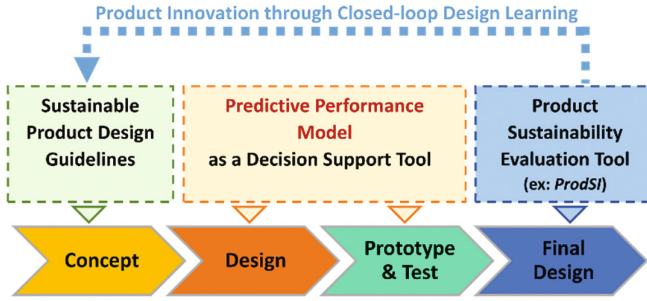 Product Innovation through Closed-loop Design Learning
Sustainable
Product Design
Guidelines
Predictive Performance
Model
as a Decision Support Tool
Product
Sustainability
Evaluation Tool
(ex: ProdSI)
Concept
Design
Prototype
& Test
Final
Design